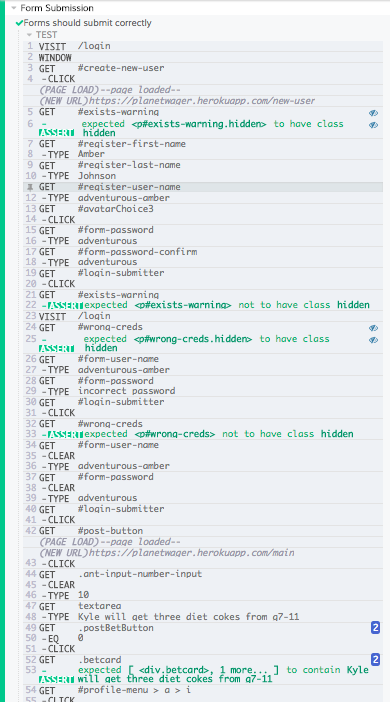 Form Submission
Forms should submit correctly
TEST
1 VISIT /login
2 WINDOW
3 GET #create-new-user
4 -CLICK
(PAGE LOAD)--page loaded--
(NEW URL)https://planetwager.herokuapp.com/new-user
5 GET #exists-warning
6 -ASSERT expected <p#exists-warning.hidden> to have class
hidden
7 GET #register-first-name
8 -TYPE Amber
9 GET #register-last-name
10 -TYPE Johnson
GET #register-user-name
12 -TYPE adventurous-amber
13 GET #avatarChoice3
14 -CLICK
15 GET #form-password
16 -TYPE adventurous
17 GET #form-password-confirm
18 -TYPE adventurous
19 GET #login-submitter
20 -CLICK
21 GET #exists-warning
22 -ASSERT expected <p#exists-warning> not to have class hidden
23 VISIT /login
24 GET #wrong-creds
25 -ASSERT expected <p#wrong-creds.hidden> to have class
hidden
26 GET #form-user-name
27 -TYPE adventurous-amber
28 GET #form-password
29 -TYPE incorrect password
30 GET #login-submitter
31 -CLICK
32 GET #wrong-creds
33 -ASSERT expected <p#wrong-creds> not to have class hidden
34 GET #form-user-name
35 -CLEAR
36 -TYPE adventurous-amber
37 GET #form-password
38 -CLEAR
39 -TYPE adventurous
40 GET #login-submitter
41 -CLICK
42 GET #post-button
(PAGE LOAD)--page loaded--
(NEW URL)https://planetwager.herokuapp.com/main
43 -CLICK
44 GET .ant-input-number-input
45 -CLEAR
46 -TYPE 10
47 GET textarea
48 -TYPE Kyle will get three diet cokes from g7-11
49 GET .postBetButton 2
50 -EQ 0
51 -CLICK
52 GET .betcard 2
53 -ASSERT expected [ <div.betcard>, 1 more... ] to contain Kyle
will get three diet cokes from g7-11
54 GET #profile-menu > a > i
55 -CLICK